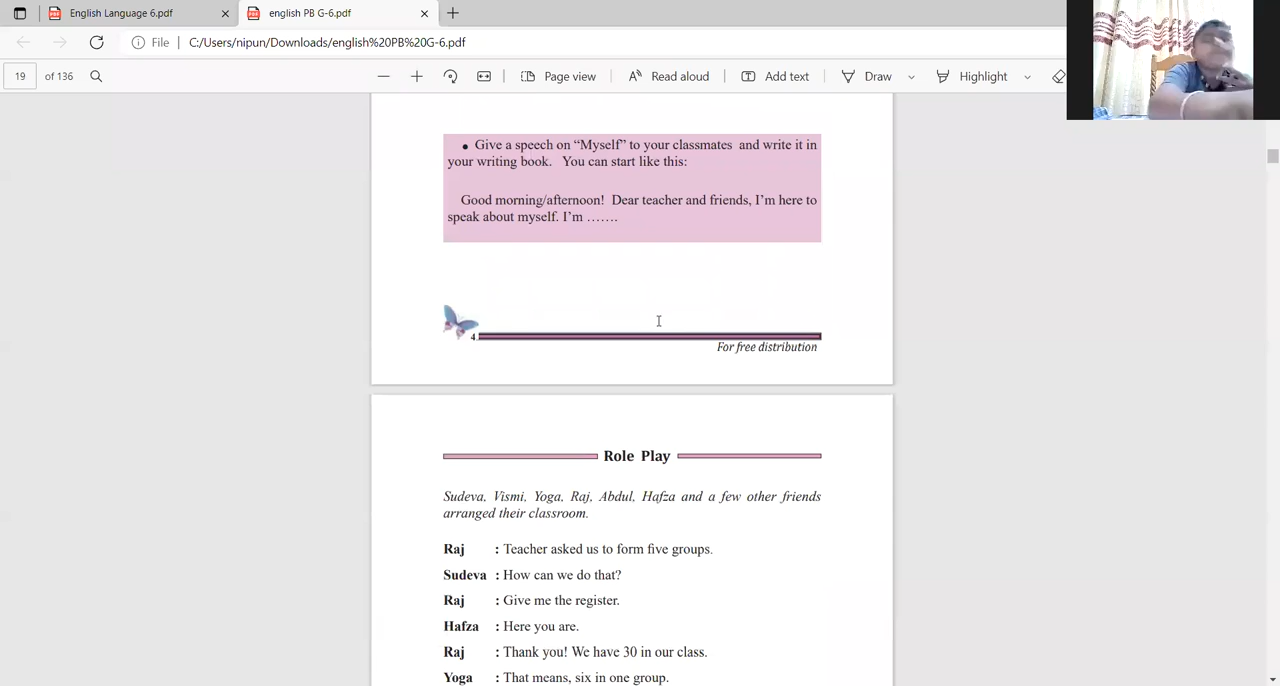 English Language 6.pdf
english PB G-6.pdf
File
C:/Users/nipun/Downloads/english%20PB%20G-6.pdf
19 of 136
Page view
Read aloud
Add text
Draw
Highlight
• Give a speech on “Myself” to your classmates and write it in
your writing book. You can start like this:
Good morning/afternoon! Dear teacher and friends, I’m here to
speak about myself. I’m …….
4
For free distribution
Role Play
Sudeva, Vismi, Yoga, Raj, Abdul, Hafza and a few other friends
arranged their classroom.
Raj : Teacher asked us to form five groups.
Sudeva : How can we do that?
Raj : Give me the register.
Hafza : Here you are.
Raj : Thank you! We have 30 in our class.
Yoga : That means, six in one group.